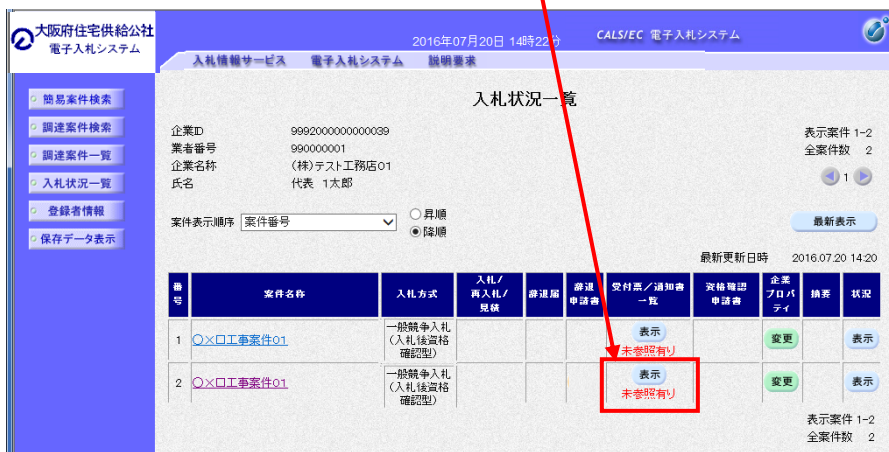 大阪府住宅供給公社
電子入札システム
2016年07月20日 14時22分
CALS/EC 電子入札システム
入札情報サービス 電子入札システム 説明要求
簡易案件検索
調達案件検索
調達案件一覧
入札状況一覧
登録者情報
保存データ表示
入札状況一覧
企業ID 9992000000000039
業者番号 990000001
企業名称 (株)テスト工務店01
氏名 代表 1太郎
表示案件 1-2
全案件数 2
1
案件表示順序 案件番号
昇順
降順
最新表示
最新更新日時 2016.07.20 14:20
番号 案件名称 入札方式 入札/再入札/見積 辞退届 辞退申請書 受付票/通知書一覧 資格確認申請書 企業プロパティ 摘要 状況
1 〇×口工事案件01 一般競争入札(入札後資格確認型) 表示 未参照有り 変更 表示
2 〇×口工事案件01 一般競争入札(入札後資格確認型) 表示 未参照有り 変更 表示
表示案件 1-2
全案件数 2